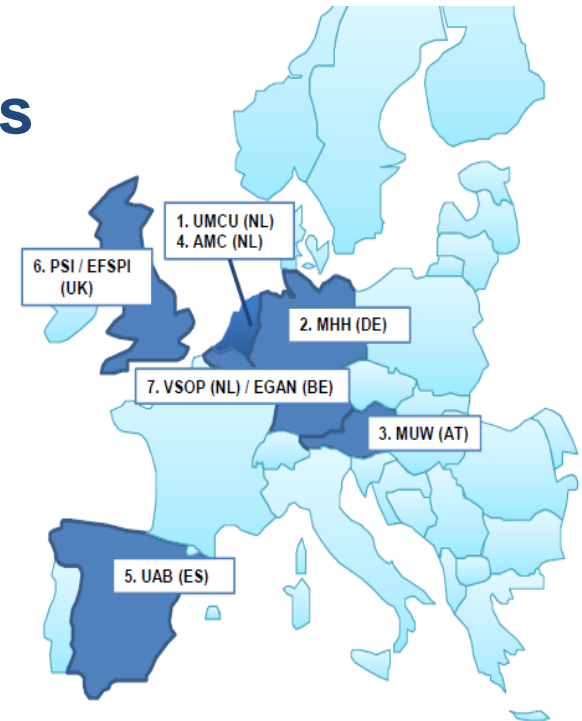 s
1. UMCU (NL)
4. AMC (NL)
6. PSI / EFSPI
(UK)
2. MHH (DE)
7. VSOP (NL) / EGAN (BE)
3. MUW (AT)
5. UAB (ES)